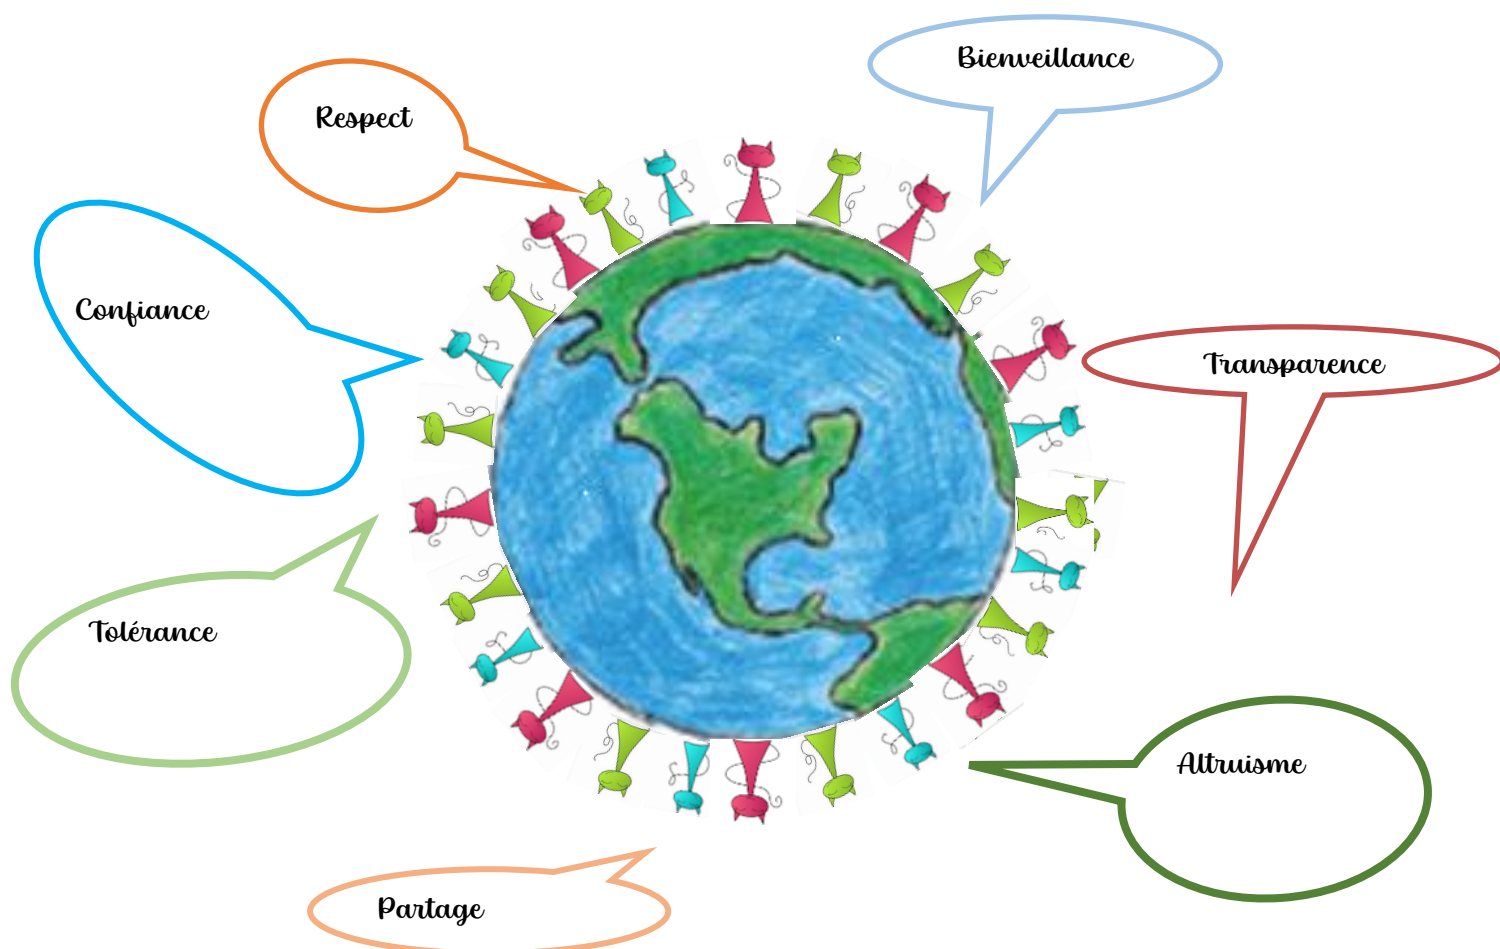 Bienveillance
Respect
Confiance
Transparence
Tolérance
Altruisme
Partage